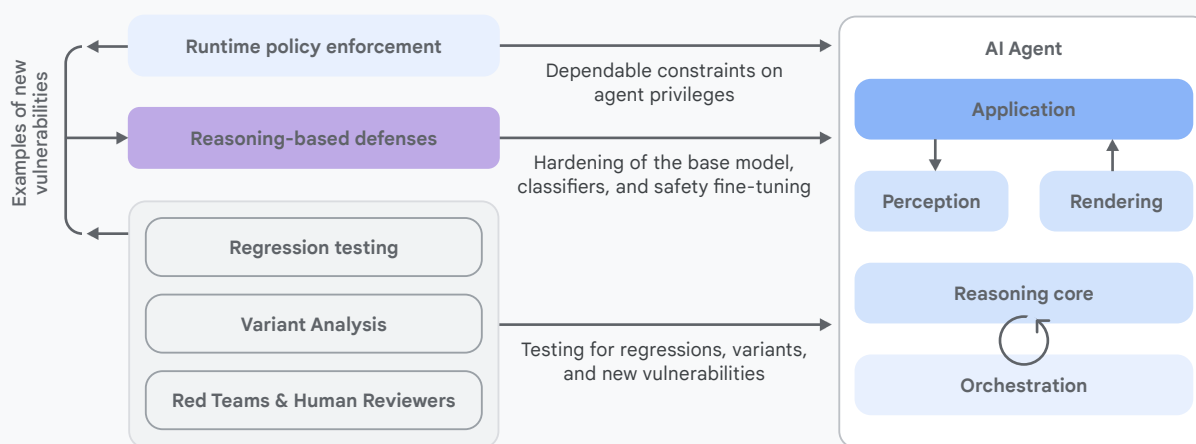 Examples of new
vulnerabilities
Runtime policy enforcement
Dependable constraints on
agent privileges
Reasoning-based defenses
Hardening of the base model,
classifiers, and safety fine-tuning
Regression testing
Variant Analysis
Red Teams & Human Reviewers
Testing for regressions, variants,
and new vulnerabilities
AI Agent
Application
Perception
Rendering
Reasoning core
Orchestration